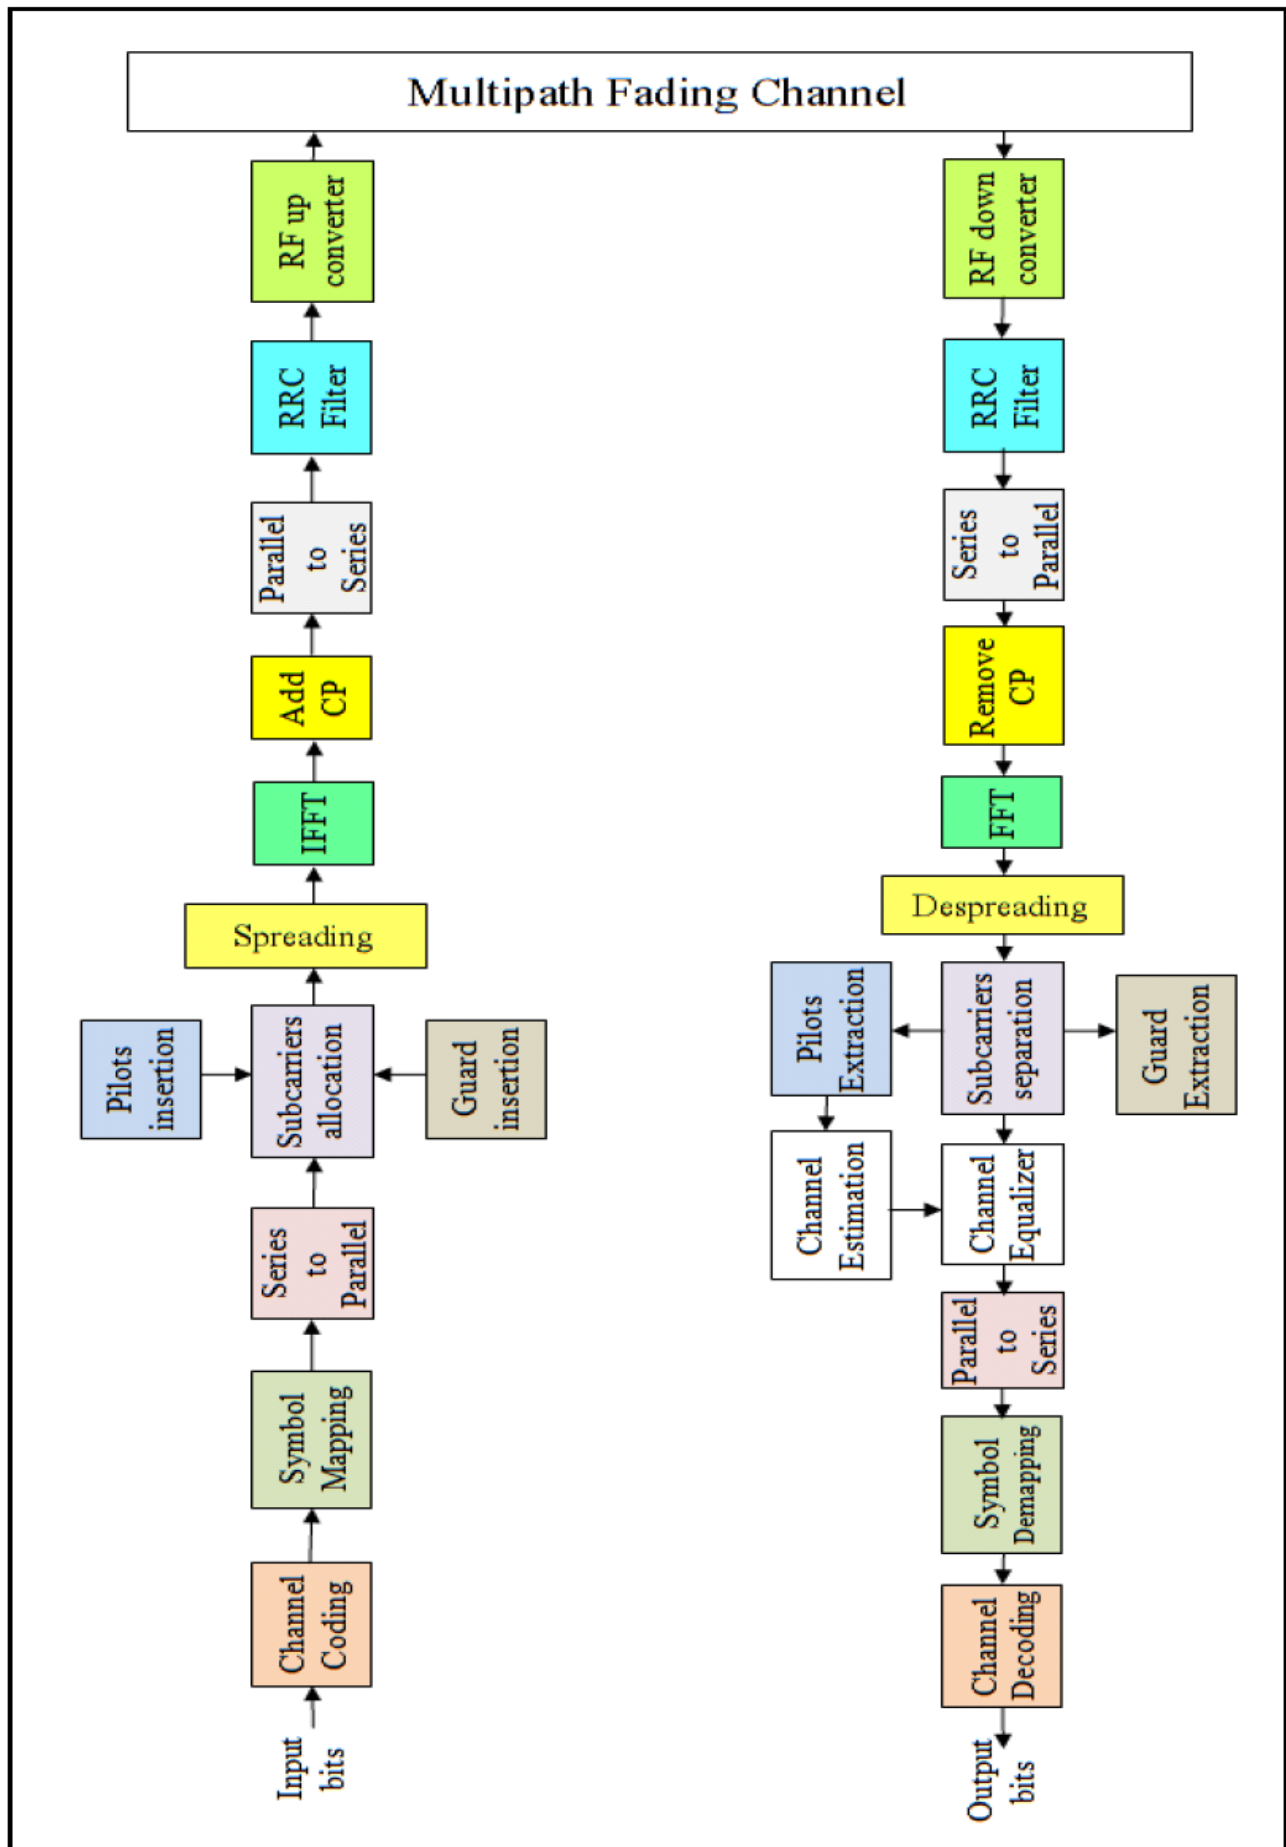 Multipath Fading Channel
RF up
converter
RRC
Filter
Parallel
to
Series
Add
CP
IFFT
Spreading
Pilots
insertion
Subcarriers
allocation
Guard
insertion
Series
to
Parallel
Symbol
Mapping
Channel
Coding
Input
bits
RF down
converter
RRC
Filter
Series
to
Parallel
Remove
CP
FFT
Despreading
Pilots
Extraction
Subcarriers
separation
Guard
Extraction
Channel
Estimation
Channel
Equalizer
Parallel
to
Series
Symbol
Demapping
Channel
Decoding
Output
bits